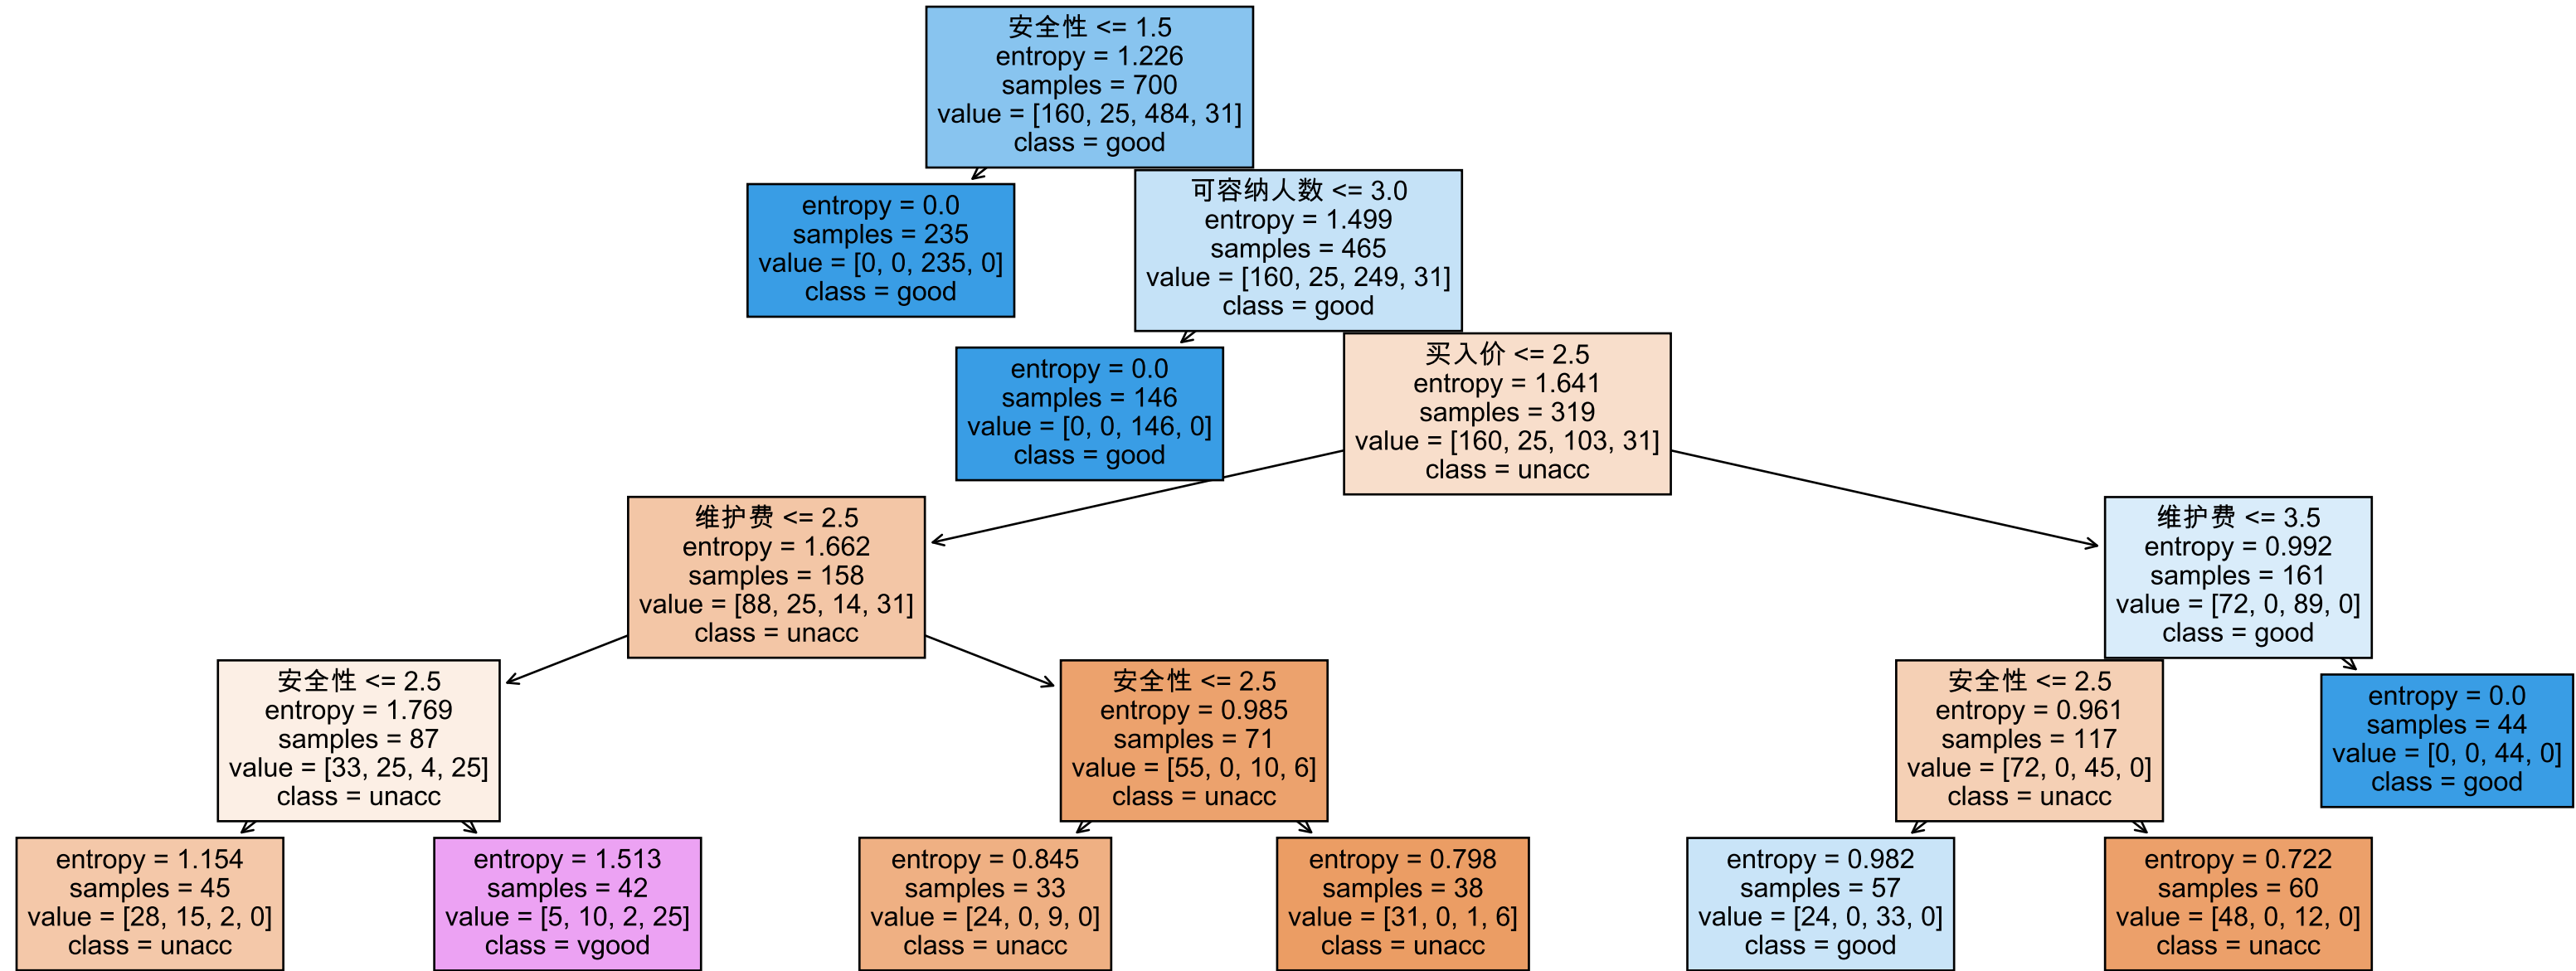 安全性 <= 1.5
entropy = 1.226
samples = 700
value = [160, 25, 484, 31]
class = good
entropy = 0.0
samples = 235
value = [0, 0, 235, 0]
class = good
可容纳人数 <= 3.0
entropy = 1.499
samples = 465
value = [160, 25, 249, 31]
class = good
entropy = 0.0
samples = 146
value = [0, 0, 146, 0]
class = good
买入价 <= 2.5
entropy = 1.641
samples = 319
value = [160, 25, 103, 31]
class = unacc
维护费 <= 2.5
entropy = 1.662
samples = 158
value = [88, 25, 14, 31]
class = unacc
维护费 <= 3.5
entropy = 0.992
samples = 161
value = [72, 0, 89, 0]
class = good
安全性 <= 2.5
entropy = 1.769
samples = 87
value = [33, 25, 4, 25]
class = unacc
安全性 <= 2.5
entropy = 0.985
samples = 71
value = [55, 0, 10, 6]
class = unacc
安全性 <= 2.5
entropy = 0.961
samples = 117
value = [72, 0, 45, 0]
class = unacc
entropy = 0.0
samples = 44
value = [0, 0, 44, 0]
class = good
entropy = 1.154
samples = 45
value = [28, 15, 2, 0]
class = unacc
entropy = 1.513
samples = 42
value = [5, 10, 2, 25]
class = vgood
entropy = 0.845
samples = 33
value = [24, 0, 9, 0]
class = unacc
entropy = 0.798
samples = 38
value = [31, 0, 1, 6]
class = unacc
entropy = 0.982
samples = 57
value = [24, 0, 33, 0]
class = good
entropy = 0.722
samples = 60
value = [48, 0, 12, 0]
class = unacc